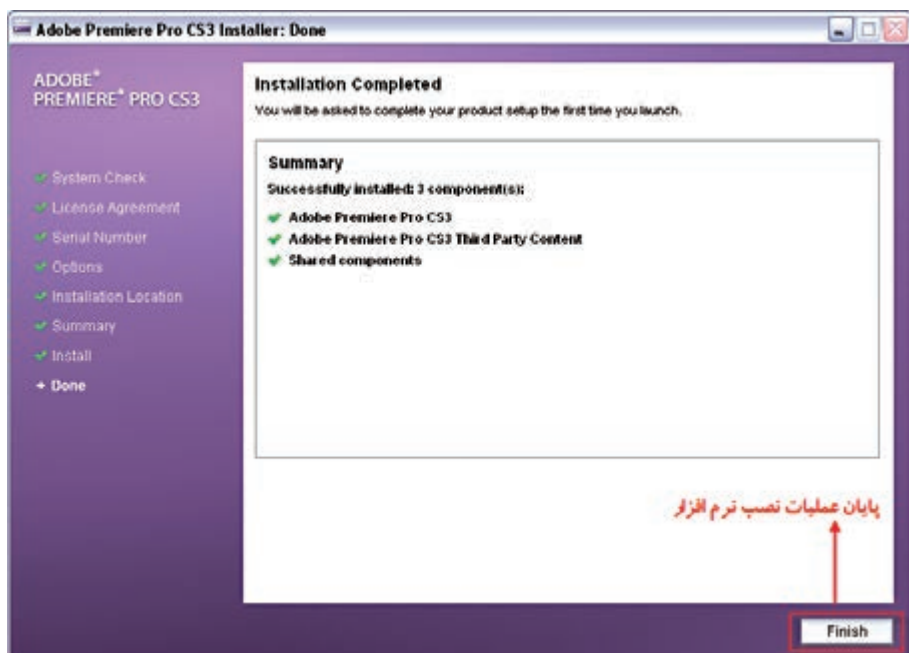 Adobe Premiere Pro CS3 Installer: Done
ADOBE®
PREMIERE® PRO CS3
System Check
License Agreement
Serial Number
Options
Installation Location
Summary
Install
Done
Installation Completed
You will be asked to complete your product setup the first time you launch.
Summary
Successfully installed: 3 component(s):
Adobe Premiere Pro CS3
Adobe Premiere Pro CS3 Third Party Content
Shared components
پایان عملیات نصب نرم افزار
Finish